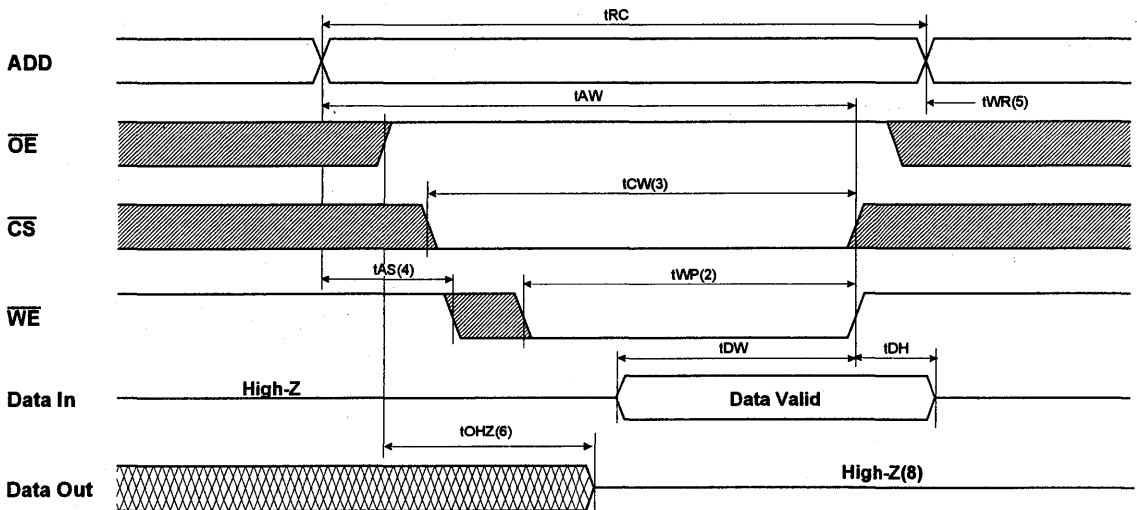 tRC
ADD
tAW
tWR(5)
OE
tCW(3)
CS
tAS(4)
tWP(2)
WE
tDW
tDH
High-Z
Data In
Data Valid
tOHZ(6)
High-Z(8)
Data Out